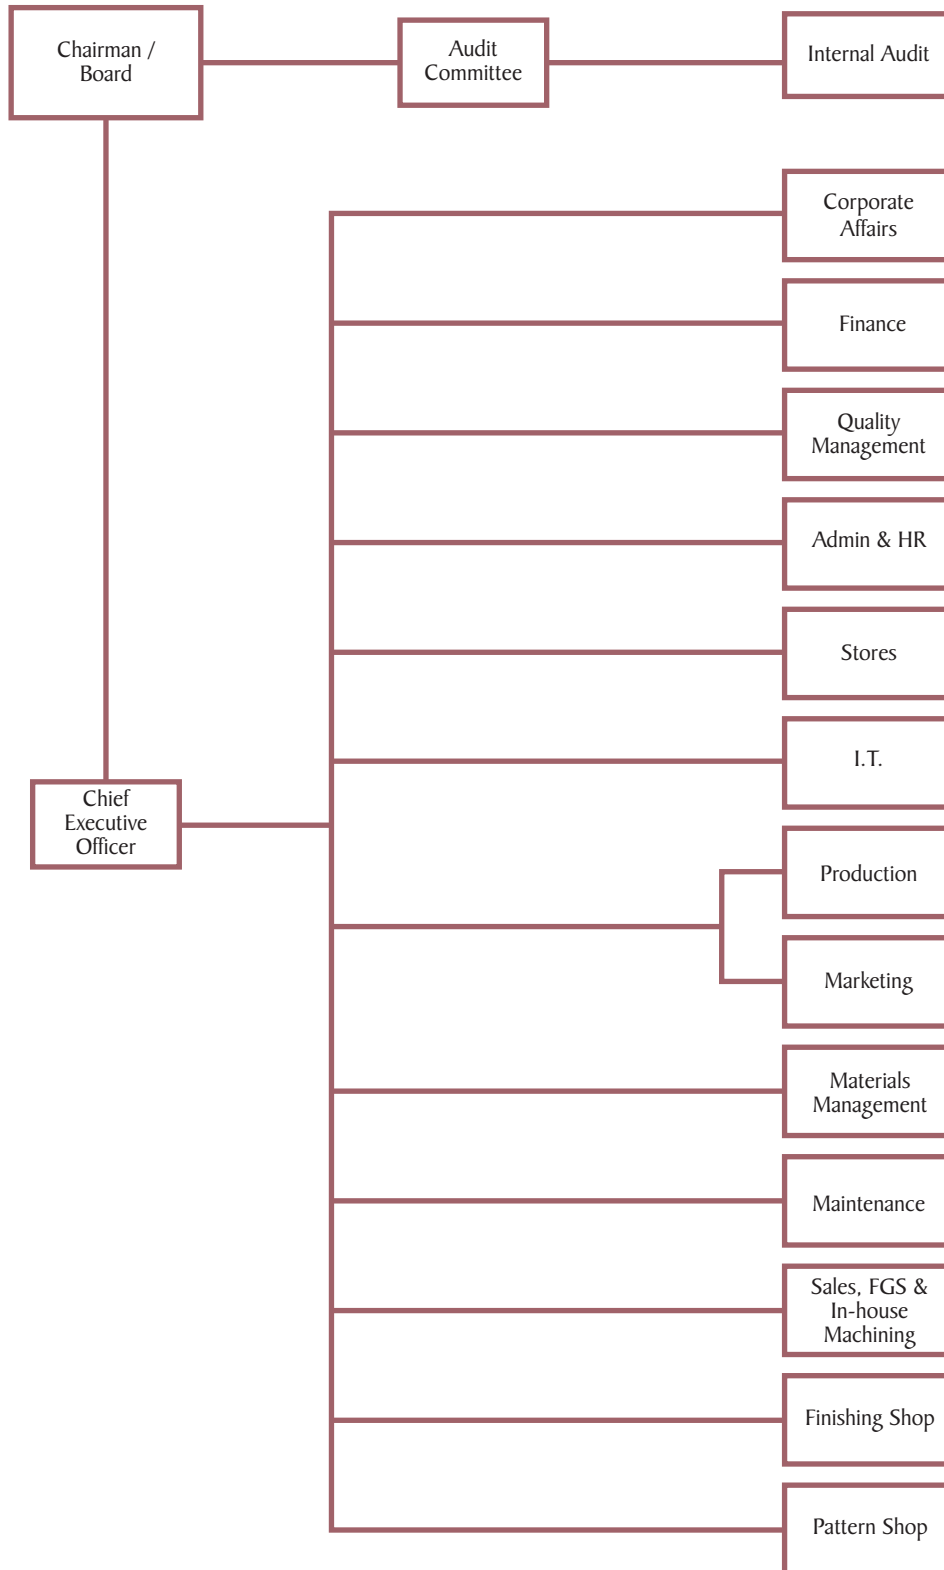 Chairman /
Board
Audit
Committee
Internal Audit
Corporate
Affairs
Finance
Quality
Management
Admin & HR
Stores
I.T.
Chief
Executive
Officer
Production
Marketing
Materials
Management
Maintenance
Sales, FGS &
In-house
Machining
Finishing Shop
Pattern Shop